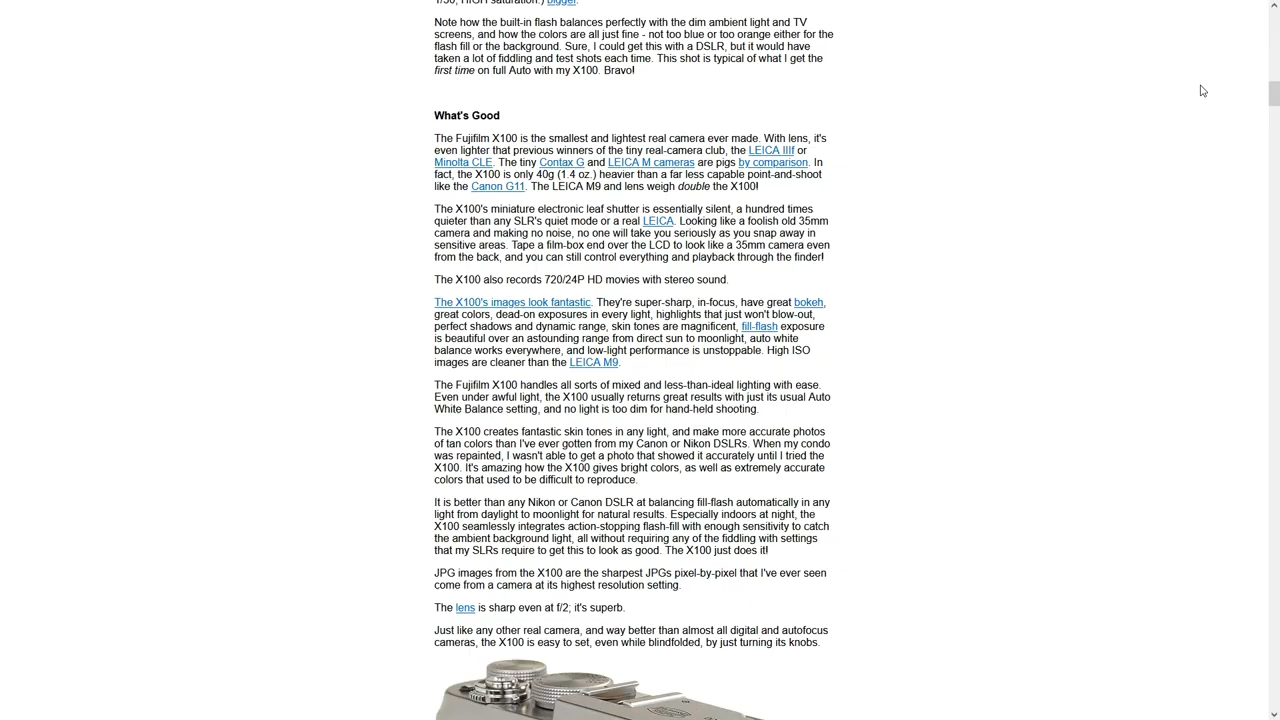 1/30, HIGH saturation.) bigger.
Note how the built-in flash balances perfectly with the dim ambient light and TV
screens, and how the colors are all just fine - not too blue or too orange either for the
flash fill or the background. Sure, I could get this with a DSLR, but it would have
taken a lot of fiddling and test shots each time. This shot is typical of what I get the
first time on full Auto with my X100. Bravo!
What's Good
The Fujifilm X100 is the smallest and lightest real camera ever made. With lens, it's
even lighter that previous winners of the tiny real-camera club, the LEICA IIIf or
Minolta CLE. The tiny Contax G and LEICA M cameras are pigs by comparison. In
fact, the X100 is only 40g (1.4 oz.) heavier than a far less capable point-and-shoot
like the Canon G11. The LEICA M9 and lens weigh double the X100!
The X100's miniature electronic leaf shutter is essentially silent, a hundred times
quieter than any SLR's quiet mode or a real LEICA. Looking like a foolish old 35mm
camera and making no noise, no one will take you seriously as you snap away in
sensitive areas. Tape a film-box end over the LCD to look like a 35mm camera even
from the back, and you can still control everything and playback through the finder!
The X100 also records 720/24P HD movies with stereo sound.
The X100's images look fantastic. They're super-sharp, in-focus, have great bokeh,
great colors, dead-on exposures in every light, highlights that just won't blow-out,
perfect shadows and dynamic range, skin tones are magnificent, fill-flash exposure
is beautiful over an astounding range from direct sun to moonlight, auto white
balance works everywhere, and low-light performance is unstoppable. High ISO
images are cleaner than the LEICA M9.
The Fujifilm X100 handles all sorts of mixed and less-than-ideal lighting with ease.
Even under awful light, the X100 usually returns great results with just its usual Auto
White Balance setting, and no light is too dim for hand-held shooting.
The X100 creates fantastic skin tones in any light, and make more accurate photos
of tan colors than I've ever gotten from my Canon or Nikon DSLRs. When my condo
was repainted, I wasn't able to get a photo that showed it accurately until I tried the
X100. It's amazing how the X100 gives bright colors, as well as extremely accurate
colors that used to be difficult to reproduce.
It is better than any Nikon or Canon DSLR at balancing fill-flash automatically in any
light from daylight to moonlight for natural results. Especially indoors at night, the
X100 seamlessly integrates action-stopping flash-fill with enough sensitivity to catch
the ambient background light, all without requiring any of the fiddling with settings
that my SLRs require to get this to look as good. The X100 just does it!
JPG images from the X100 are the sharpest JPGs pixel-by-pixel that I've ever seen
come from a camera at its highest resolution setting.
The lens is sharp even at f/2; it's superb.
Just like any other real camera, and way better than almost all digital and autofocus
cameras, the X100 is easy to set, even while blindfolded, by just turning its knobs.